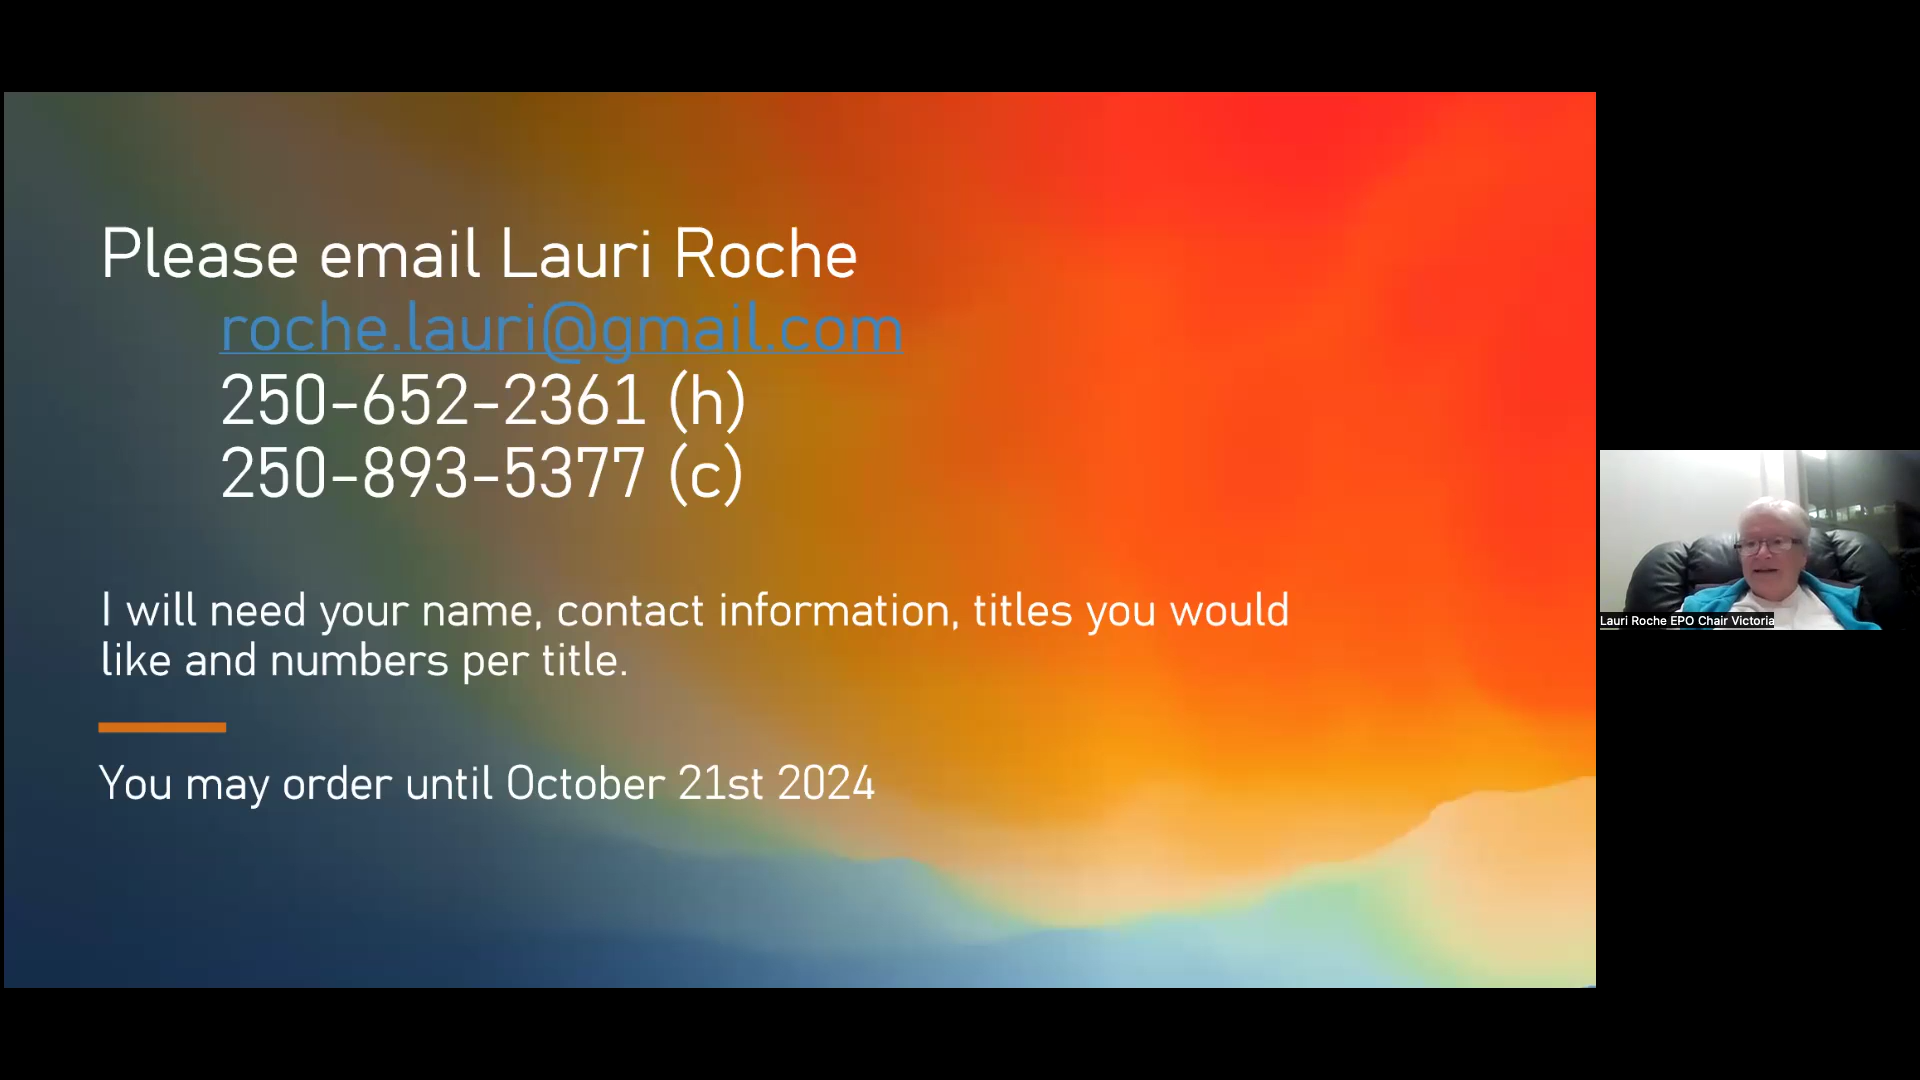 Please email Lauri Roche
roche.lauri@gmail.com
250-652-2361 (h)
250-893-5377 (c)
I will need your name, contact information, titles you would
like and numbers per title.
You may order until October 21st 2024
Lauri Roche EPO Chair Victoria